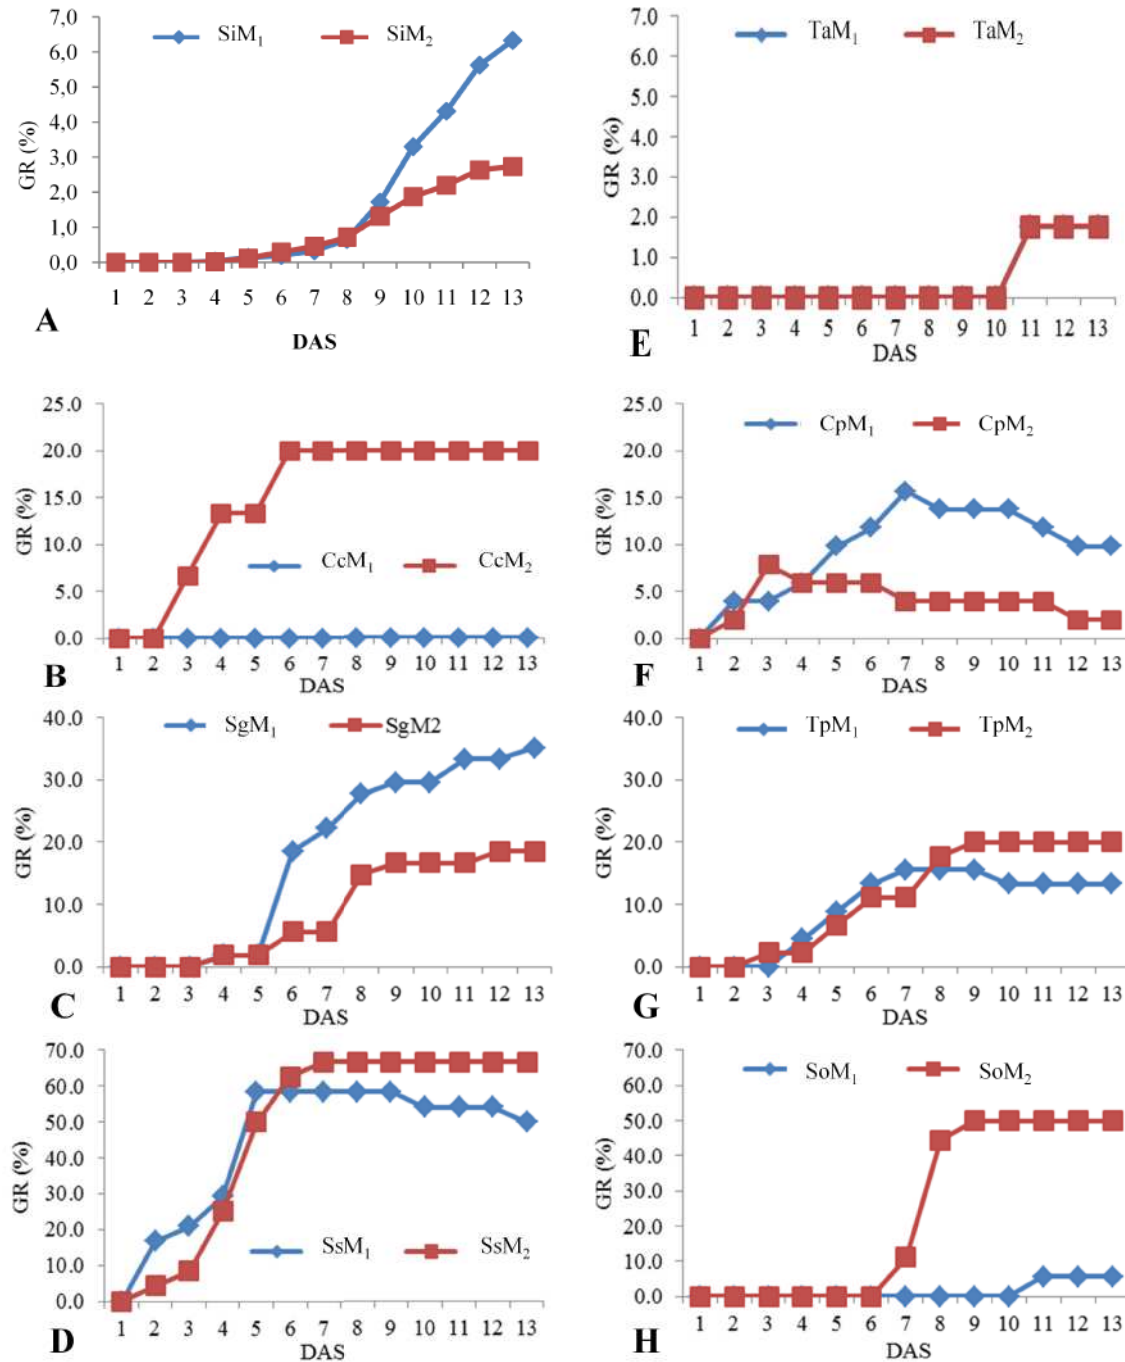 7,0
6,0
5,0
4,0
3,0
2,0
1,0
0,0
GR (%)
SiM1 SiM2
1 2 3 4 5 6 7 8 9 10 11 12 13
DAS
A
7.0
6.0
5.0
4.0
3.0
2.0
1.0
0.0
GR (%)
TaM1 TaM2
1 2 3 4 5 6 7 8 9 10 11 12 13
DAS
E
25.0
20.0
15.0
10.0
5.0
0.0
GR (%)
CcM1 CcM2
1 2 3 4 5 6 7 8 9 10 11 12 13
DAS
B
25.0
20.0
15.0
10.0
5.0
0.0
GR (%)
CpM1 CpM2
1 2 3 4 5 6 7 8 9 10 11 12 13
DAS
F
40.0
30.0
20.0
10.0
0.0
GR (%)
SgM1 SgM2
1 2 3 4 5 6 7 8 9 10 11 12 13
DAS
C
40.0
30.0
20.0
10.0
0.0
GR (%)
TpM1 TpM2
1 2 3 4 5 6 7 8 9 10 11 12 13
DAS
G
70.0
60.0
50.0
40.0
30.0
20.0
10.0
0.0
GR (%)
SsM1 SsM2
1 2 3 4 5 6 7 8 9 10 11 12 13
DAS
D
70.0
60.0
50.0
40.0
30.0
20.0
10.0
0.0
GR (%)
SoM1 SoM2
1 2 3 4 5 6 7 8 9 10 11 12 13
DAS
H